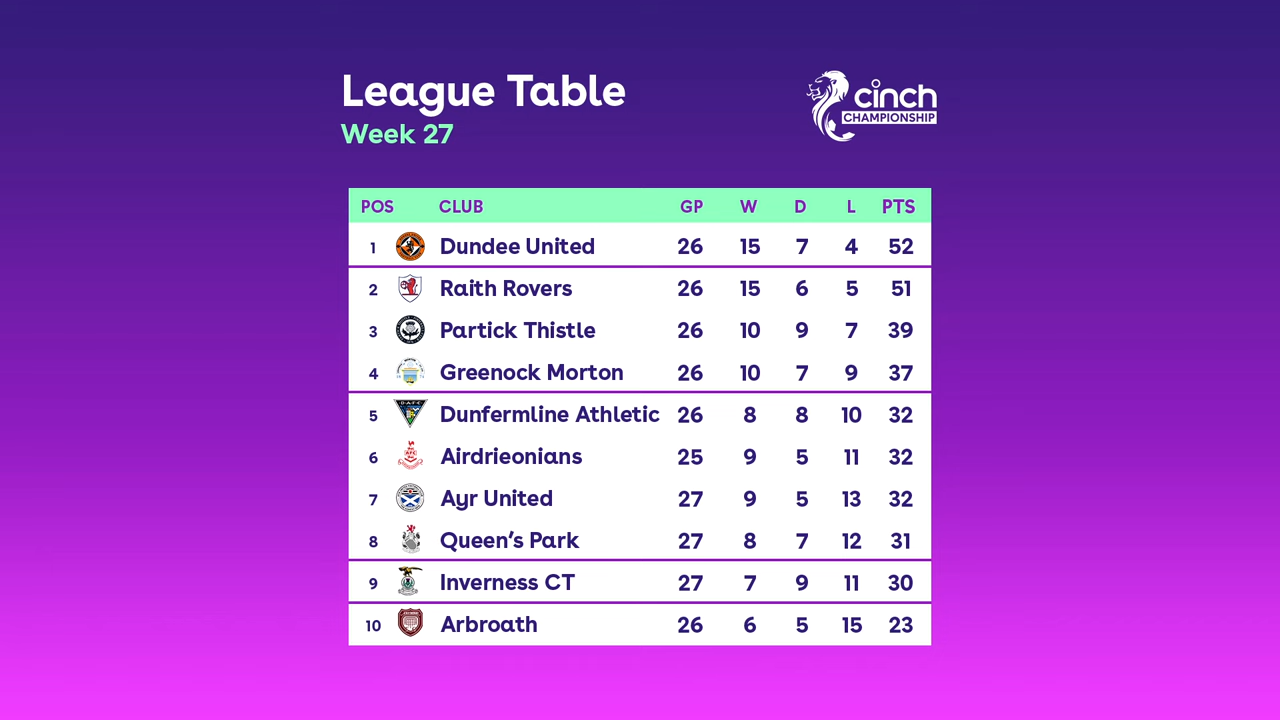 League Table
Week 27
cinch
CHAMPIONSHIP
POS CLUB GP W D L PTS
1 Dundee United 26 15 7 4 52
2 Raith Rovers 26 15 6 5 51
3 Partick Thistle 26 10 9 7 39
4 Greenock Morton 26 10 7 9 37
5 Dunfermline Athletic 26 8 8 10 32
6 Airdrieonians 25 9 5 11 32
7 Ayr United 27 9 5 13 32
8 Queen's Park 27 8 7 12 31
9 Inverness CT 27 7 9 11 30
10 Arbroath 26 6 5 15 23